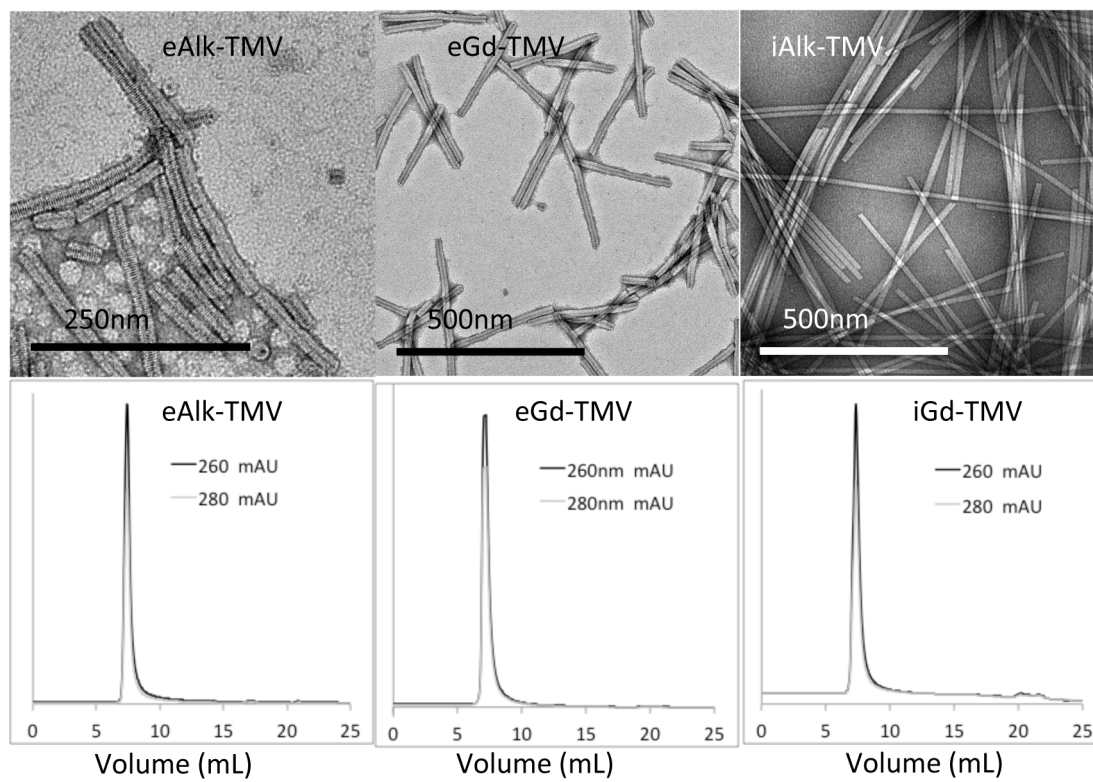 eAlk-TMV
eGd-TMV
iAlk-TMV
250nm
500nm
500nm
eAlk-TMV
260 mAU
280 mAU
0 5 10 15 20 25
Volume (mL)
eGd-TMV
260nm mAU
280nm mAU
0 5 10 15 20 25
Volume (mL)
iGd-TMV
260 mAU
280 mAU
0 5 10 15 20 25
Volume (mL)